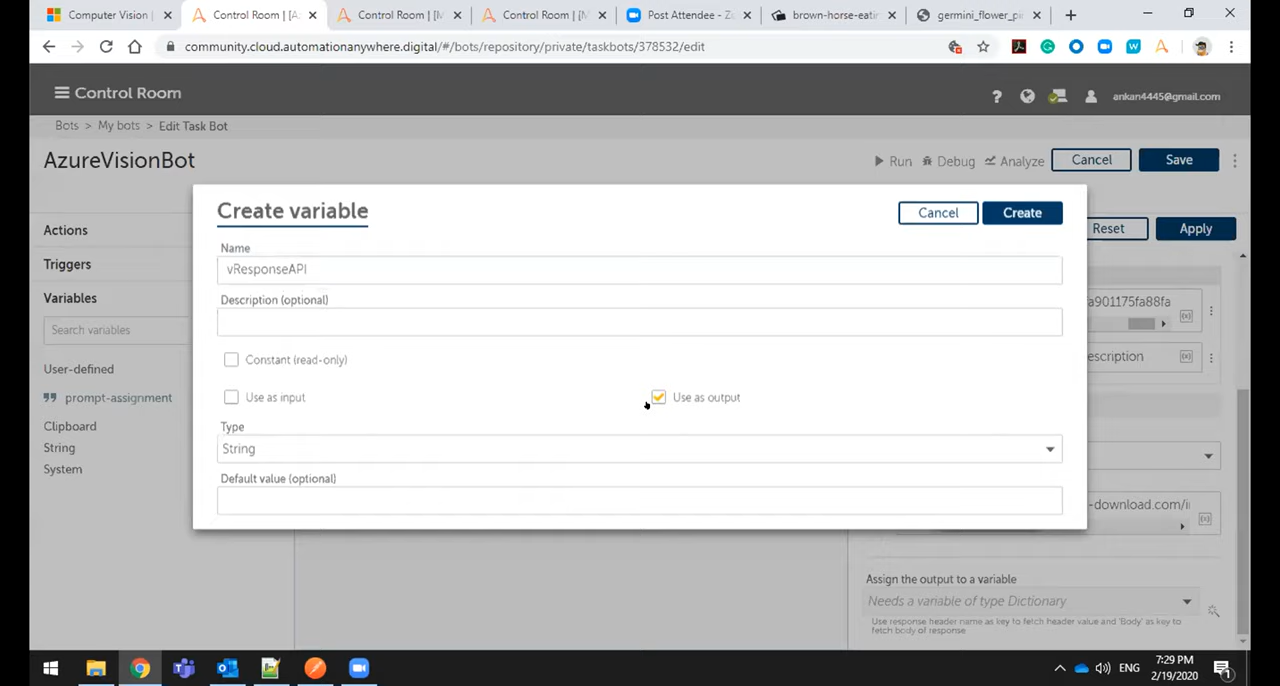 Computer Vision |
Control Room | [A
Control Room | [M
Control Room | [M
Post Attendee - Z
brown-horse-eatin
germini_flower_pi
community.cloud.automationanywhere.digital/#/bots/repository/private/taskbots/378532/edit
Control Room
ankan4445@gmail.com
Bots > My bots > Edit Task Bot
AzureVisionBot
Run
Debug
Analyze
Cancel
Save
Reset
Apply
Actions
Triggers
Variables
Search variables
User-defined
prompt-assignment
Clipboard
String
System
Create variable
Cancel
Create
Name
vResponseAPI
Description (optional)
Constant (read-only)
Use as input
Use as output
Type
String
Default value (optional)
a901175fa88fa
escription
-download.com/i
Assign the output to a variable
Needs a variable of type Dictionary
Use response header name as key to fetch header value and 'Body' as key to
fetch body of response
ENG
7:29 PM
2/19/2020
1